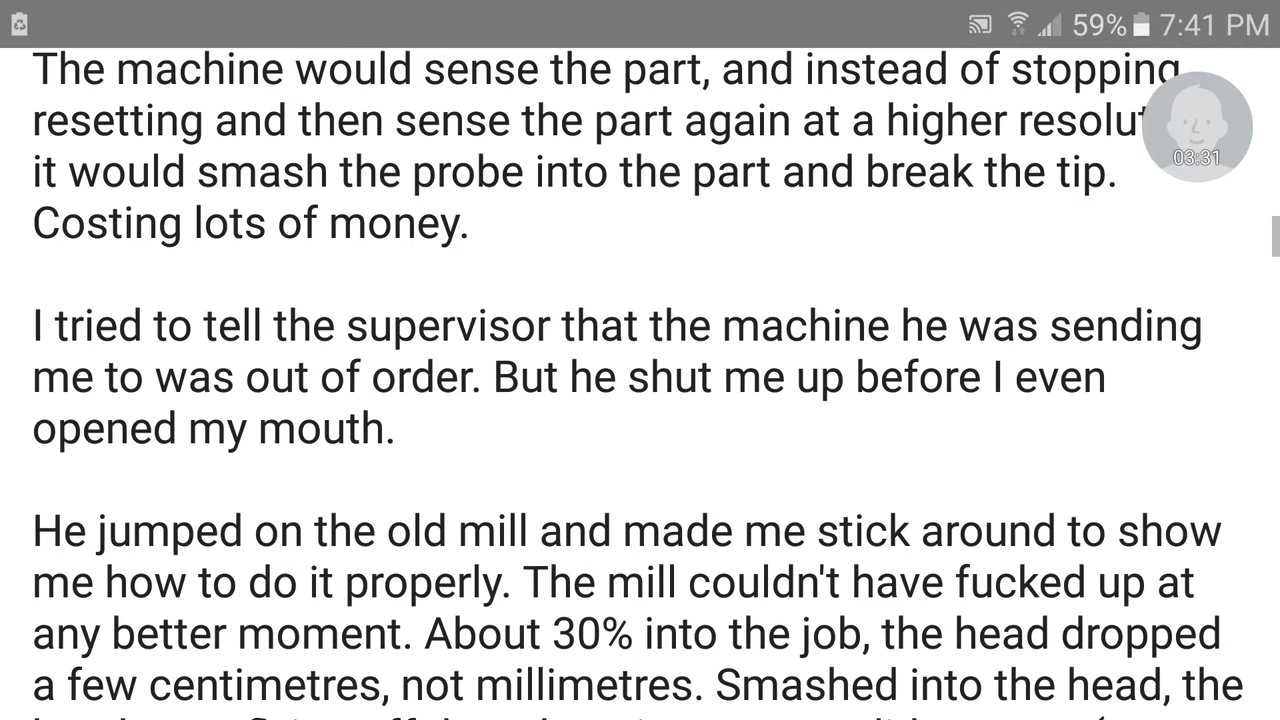 59% 7:41 PM
The machine would sense the part, and instead of stopping
resetting and then sense the part again at a higher
03:31
it would smash the probe into the part and break the tip.
Costing lots of money.
I tried to tell the supervisor that the machine he was sending
me to was out of order. But he shut me up before I even
opened my mouth.
He jumped on the old mill and made me stick around to show
me how to do it properly. The mill couldn't have fucked up at
any better moment. About 30% into the job, the head dropped
a few centimetres, not millimetres. Smashed into the head, the